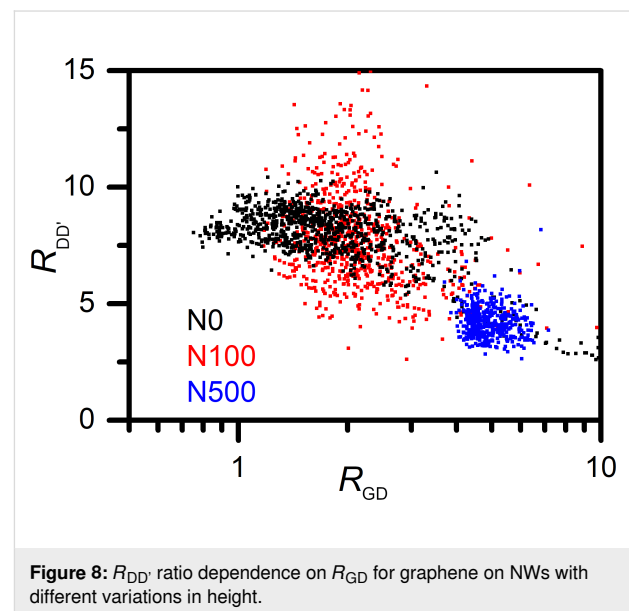 15
10
5
0
R_DD'
N0
N100
N500
1
10
R_GD
Figure 8: R_DD' ratio dependence on R_GD for graphene on NWs with
different variations in height.